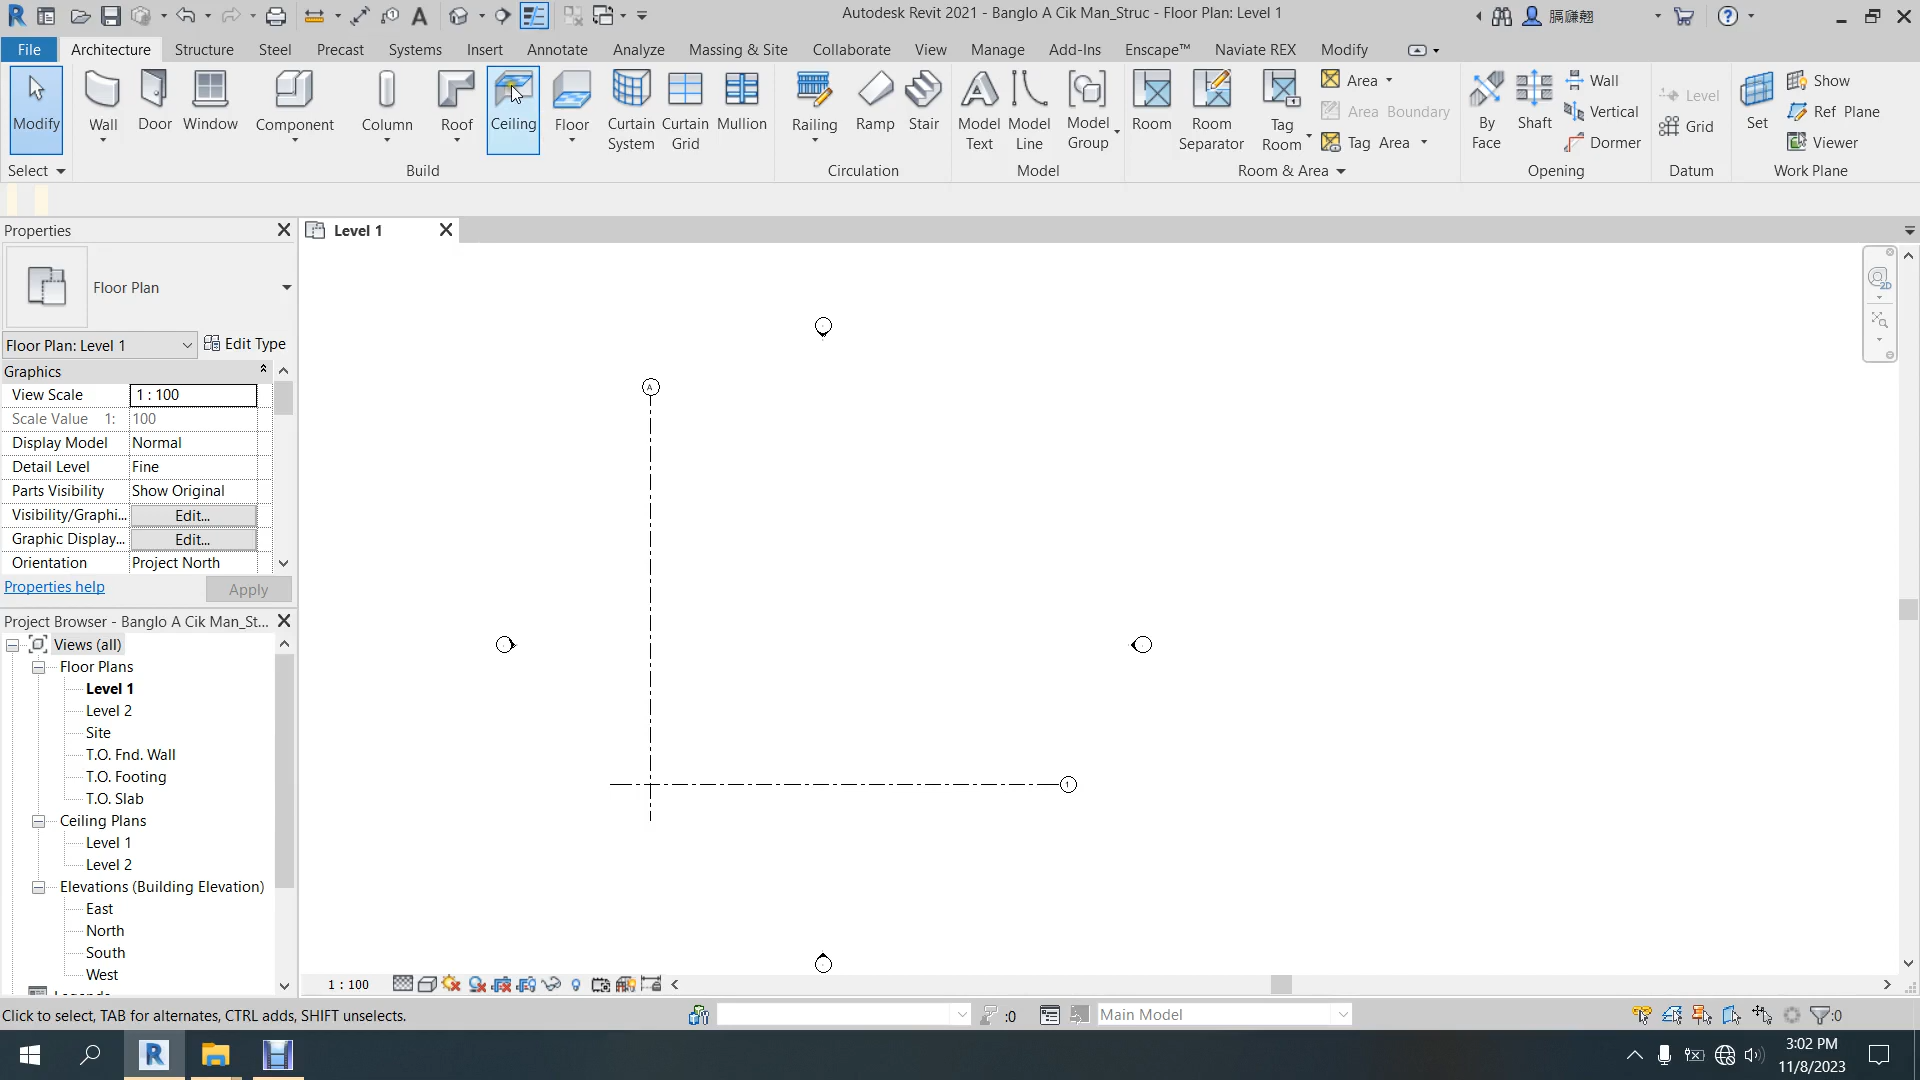 Autodesk Revit 2021 - Banglo A Cik Man_Struc - Floor Plan: Level 1
膈赚翹
File Architecture Structure Steel Precast Systems Insert Annotate Analyze Massing & Site Collaborate View Manage Add-Ins Enscape™ Naviate REX Modify
Modify Wall Door Window Component Column Roof Ceiling Floor Curtain System Curtain Grid Mullion Railing Ramp Stair Model Text Model Line Model Group Room Room Separator Tag Room
Area
Area Boundary
Tag Area
By Face Shaft
Wall
Vertical
Dormer
Level
Grid
Set
Show
Ref Plane
Viewer
Select Build Circulation Model Room & Area Opening Datum Work Plane
Properties
Level 1
Floor Plan
Floor Plan: Level 1 Edit Type
Graphics
View Scale 1 : 100
Scale Value 1: 100
Display Model Normal
Detail Level Fine
Parts Visibility Show Original
Visibility/Graphi... Edit...
Graphic Display... Edit...
Orientation Project North
Properties help Apply
Project Browser - Banglo A Cik Man_St...
Views (all)
Floor Plans
Level 1
Level 2
Site
T.O. Fnd. Wall
T.O. Footing
T.O. Slab
Ceiling Plans
Level 1
Level 2
Elevations (Building Elevation)
East
North
South
West
A
1
2D
1 : 100
Click to select, TAB for alternates, CTRL adds, SHIFT unselects.
:0
Main Model
:0
3:02 PM
11/8/2023